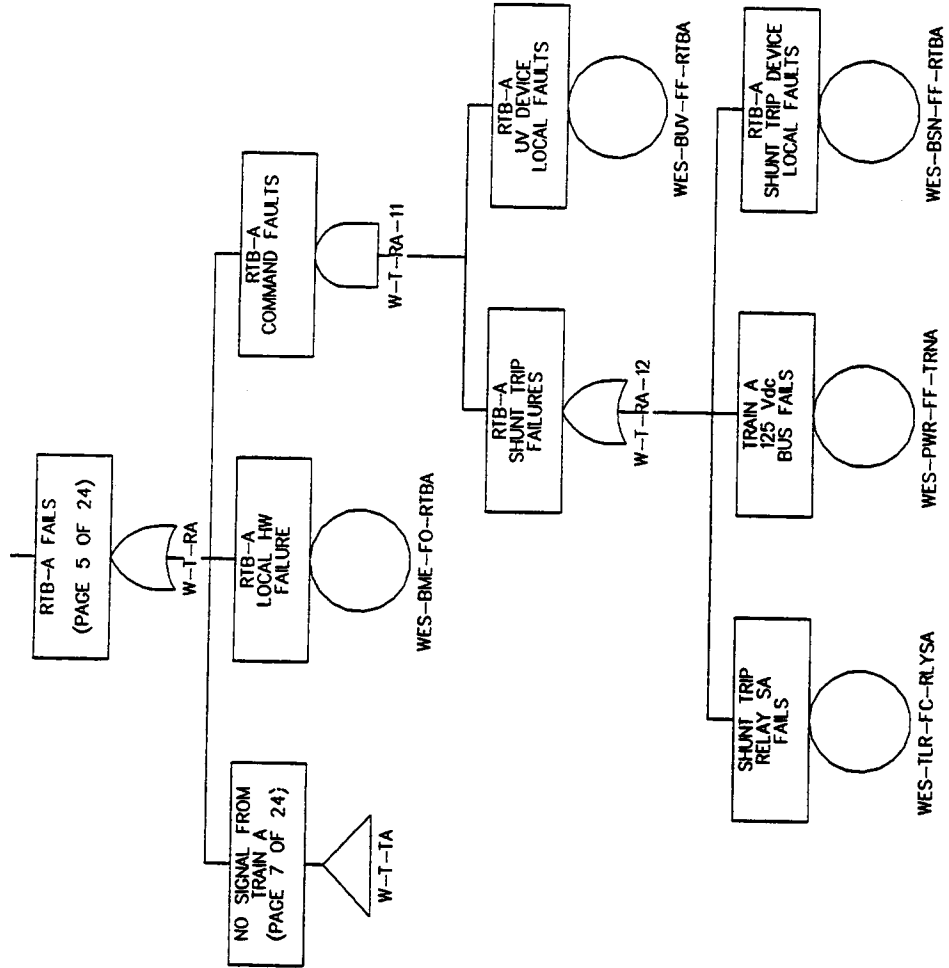 RTB-A FAILS
(PAGE 5 OF 24)
W-T-RA
NO SIGNAL FROM
TRAIN A
(PAGE 7 OF 24)
W-T-TA
RTB-A
LOCAL HW
FAILURE
WES-BME-FO-RTBA
RTB-A
COMMAND FAULTS
W-T-RA-11
RTB-A
SHUNT TRIP
FAILURES
W-T-RA-12
RTB-A
UV DEVICE
LOCAL FAULTS
WES-BUV-FF-RTBA
SHUNT TRIP
RELAY SA
FAILS
WES-TLR-FC-RLYSA
TRAIN A
125 Vdc
BUS FAILS
WES-PWR-FF-TRNA
RTB-A
SHUNT TRIP DEVICE
LOCAL FAULTS
WES-BSN-FF-RTBA